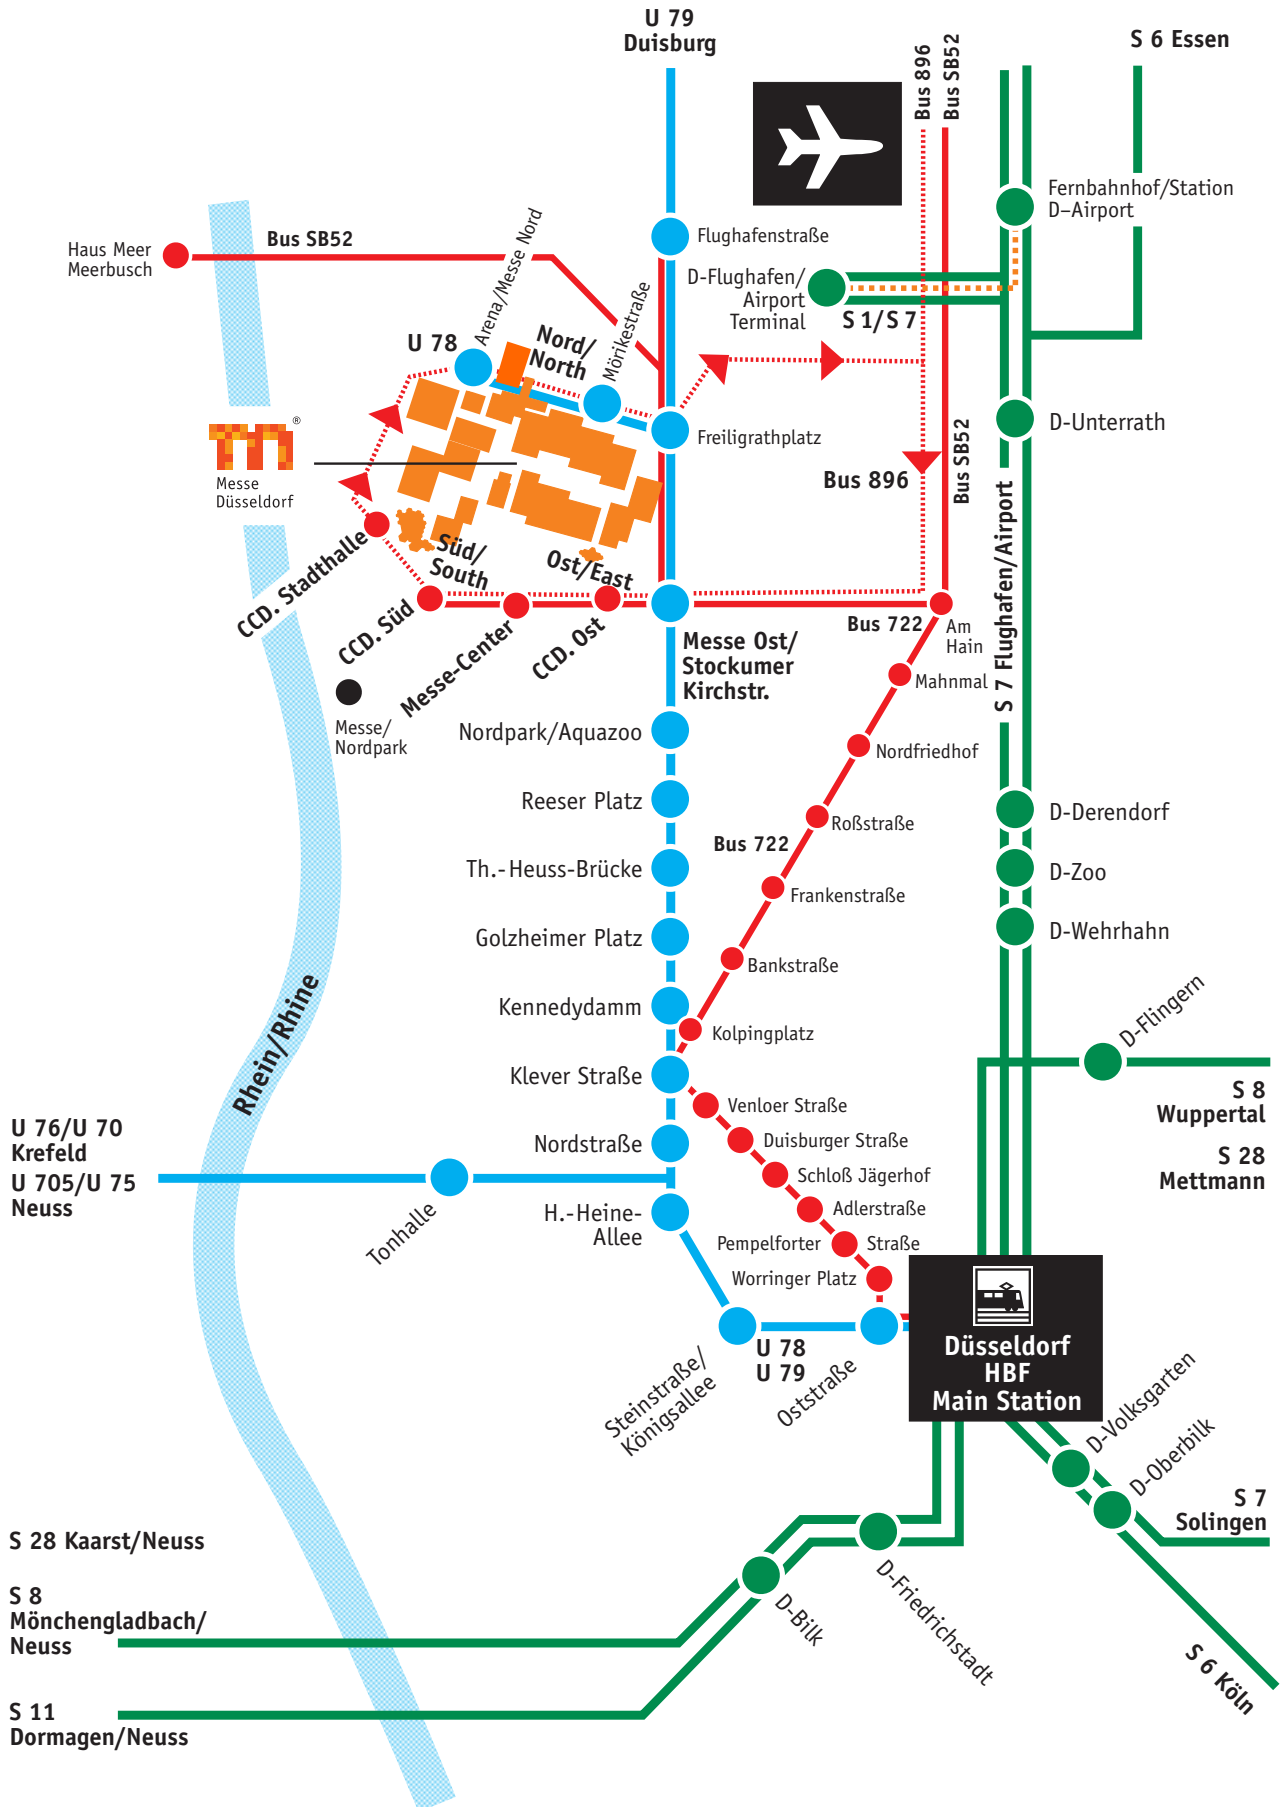 U 79
Duisburg
S 6 Essen
Bus 896
Bus SB52
Fernbahnhof/Station
D–Airport
Haus Meer
Meerbusch
Bus SB52
Arena/Messe Nord
Flughafenstraße
D-Flughafen/
Airport
Terminal
S 1/S 7
U 78
Nord/
North
Mörikestraße
Freiligrathplatz
D-Unterrath
®
Messe
Düsseldorf
Bus 896
Bus SB52
S 7 Flughafen/Airport
CCD. Stadthalle
Süd/
South
Ost/East
CCD. Süd
Messe-Center
CCD. Ost
Messe Ost/
Stockumer
Kirchstr.
Bus 722
Am
Hain
Mahnmal
Messe/
Nordpark
Nordpark/Aquazoo
Nordfriedhof
Reeser Platz
Roßstraße
D-Derendorf
Bus 722
Th.-Heuss-Brücke
D-Zoo
Frankenstraße
Golzheimer Platz
D-Wehrhahn
Bankstraße
Kennedydamm
Kolpingplatz
D-Flingern
Rhein/Rhine
Klever Straße
Venloer Straße
S 8
Wuppertal
U 76/U 70
Krefeld
U 705/U 75
Neuss
Nordstraße
Duisburger Straße
S 28
Mettmann
Schloß Jägerhof
Tonhalle
H.-Heine-
Allee
Adlerstraße
Pempelforter Straße
Worringer Platz
U 78
U 79
Steinstraße/
Königsallee
Oststraße
Düsseldorf
HBF
Main Station
D-Volksgarten
D-Oberbilk
S 7
Solingen
S 28 Kaarst/Neuss
S 8
Mönchengladbach/
Neuss
D-Bilk
D-Friedrichstadt
S 6 Köln
S 11
Dormagen/Neuss